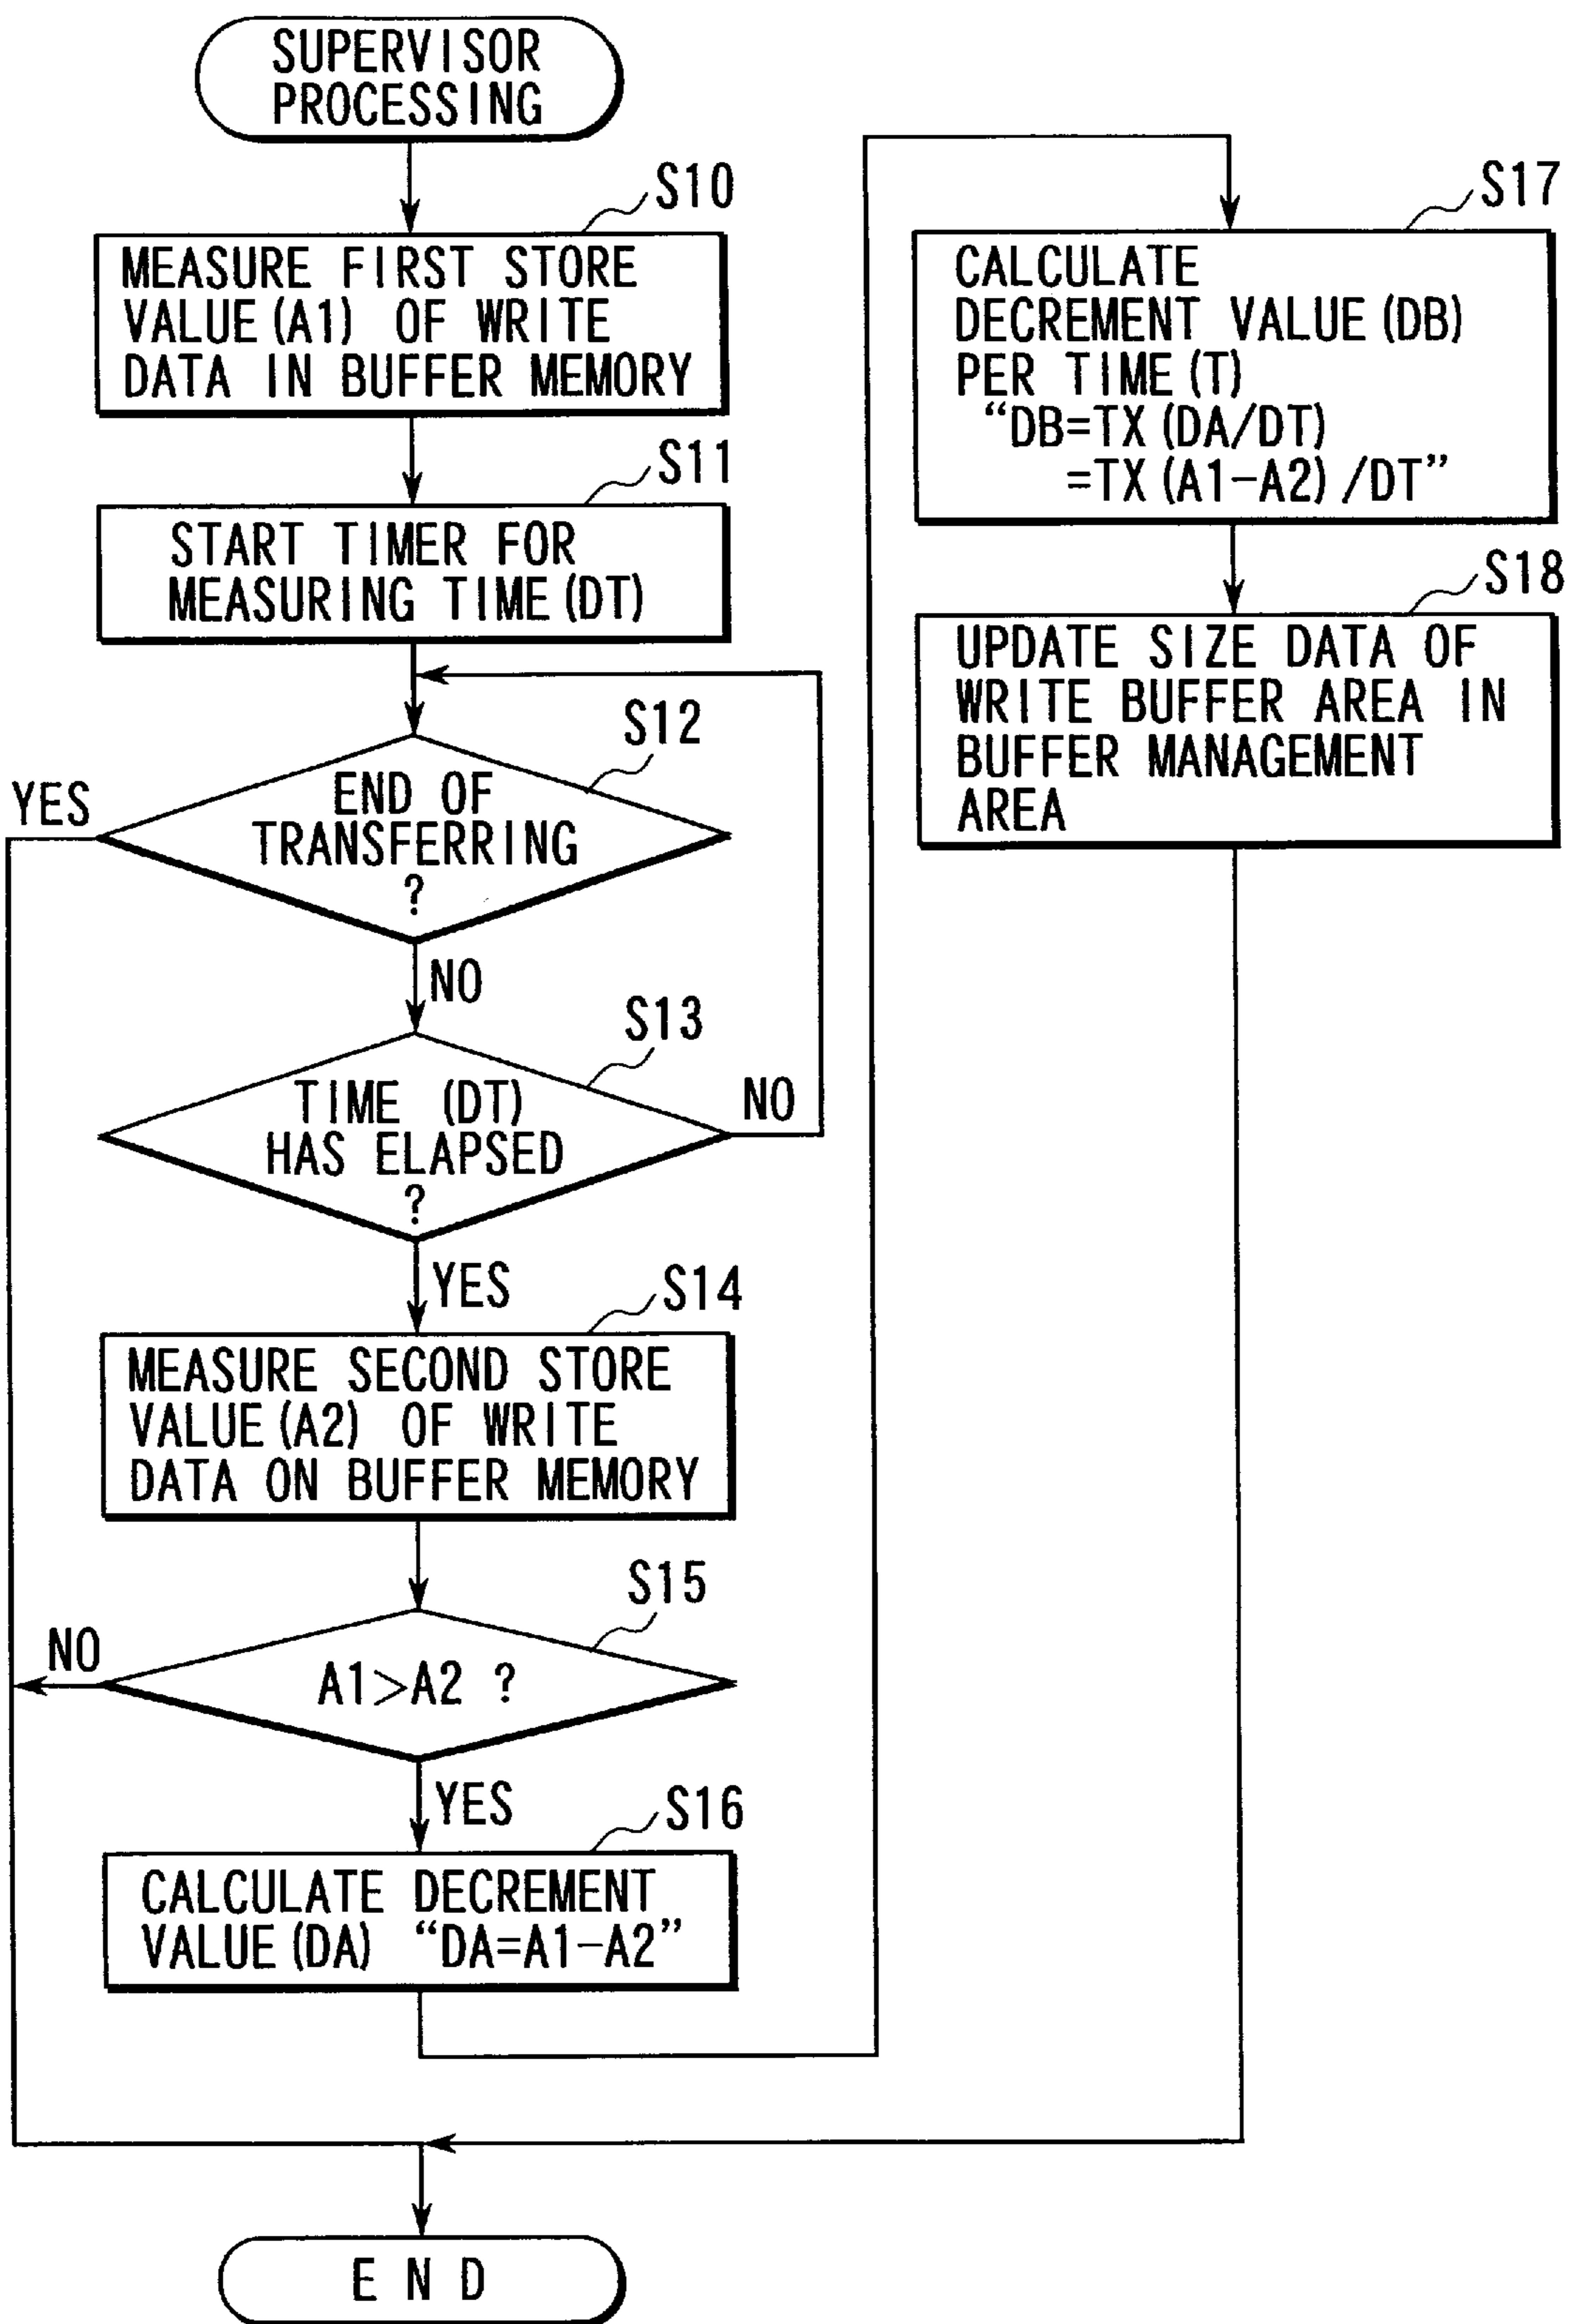 SUPERVISOR
PROCESSING
S10
MEASURE FIRST STORE
VALUE(A1) OF WRITE
DATA IN BUFFER MEMORY
S11
START TIMER FOR
MEASURING TIME(DT)
S12
END OF
TRANSFERRING
?
YES
NO
S13
TIME (DT)
HAS ELAPSED
?
NO
YES
S14
MEASURE SECOND STORE
VALUE(A2) OF WRITE
DATA ON BUFFER MEMORY
S15
A1>A2 ?
NO
YES
S16
CALCULATE DECREMENT
VALUE(DA) “DA=A1-A2”
S17
CALCULATE
DECREMENT VALUE(DB)
PER TIME(T)
“DB=TX(DA/DT)
=TX(A1-A2)/DT”
S18
UPDATE SIZE DATA OF
WRITE BUFFER AREA IN
BUFFER MANAGEMENT
AREA
END